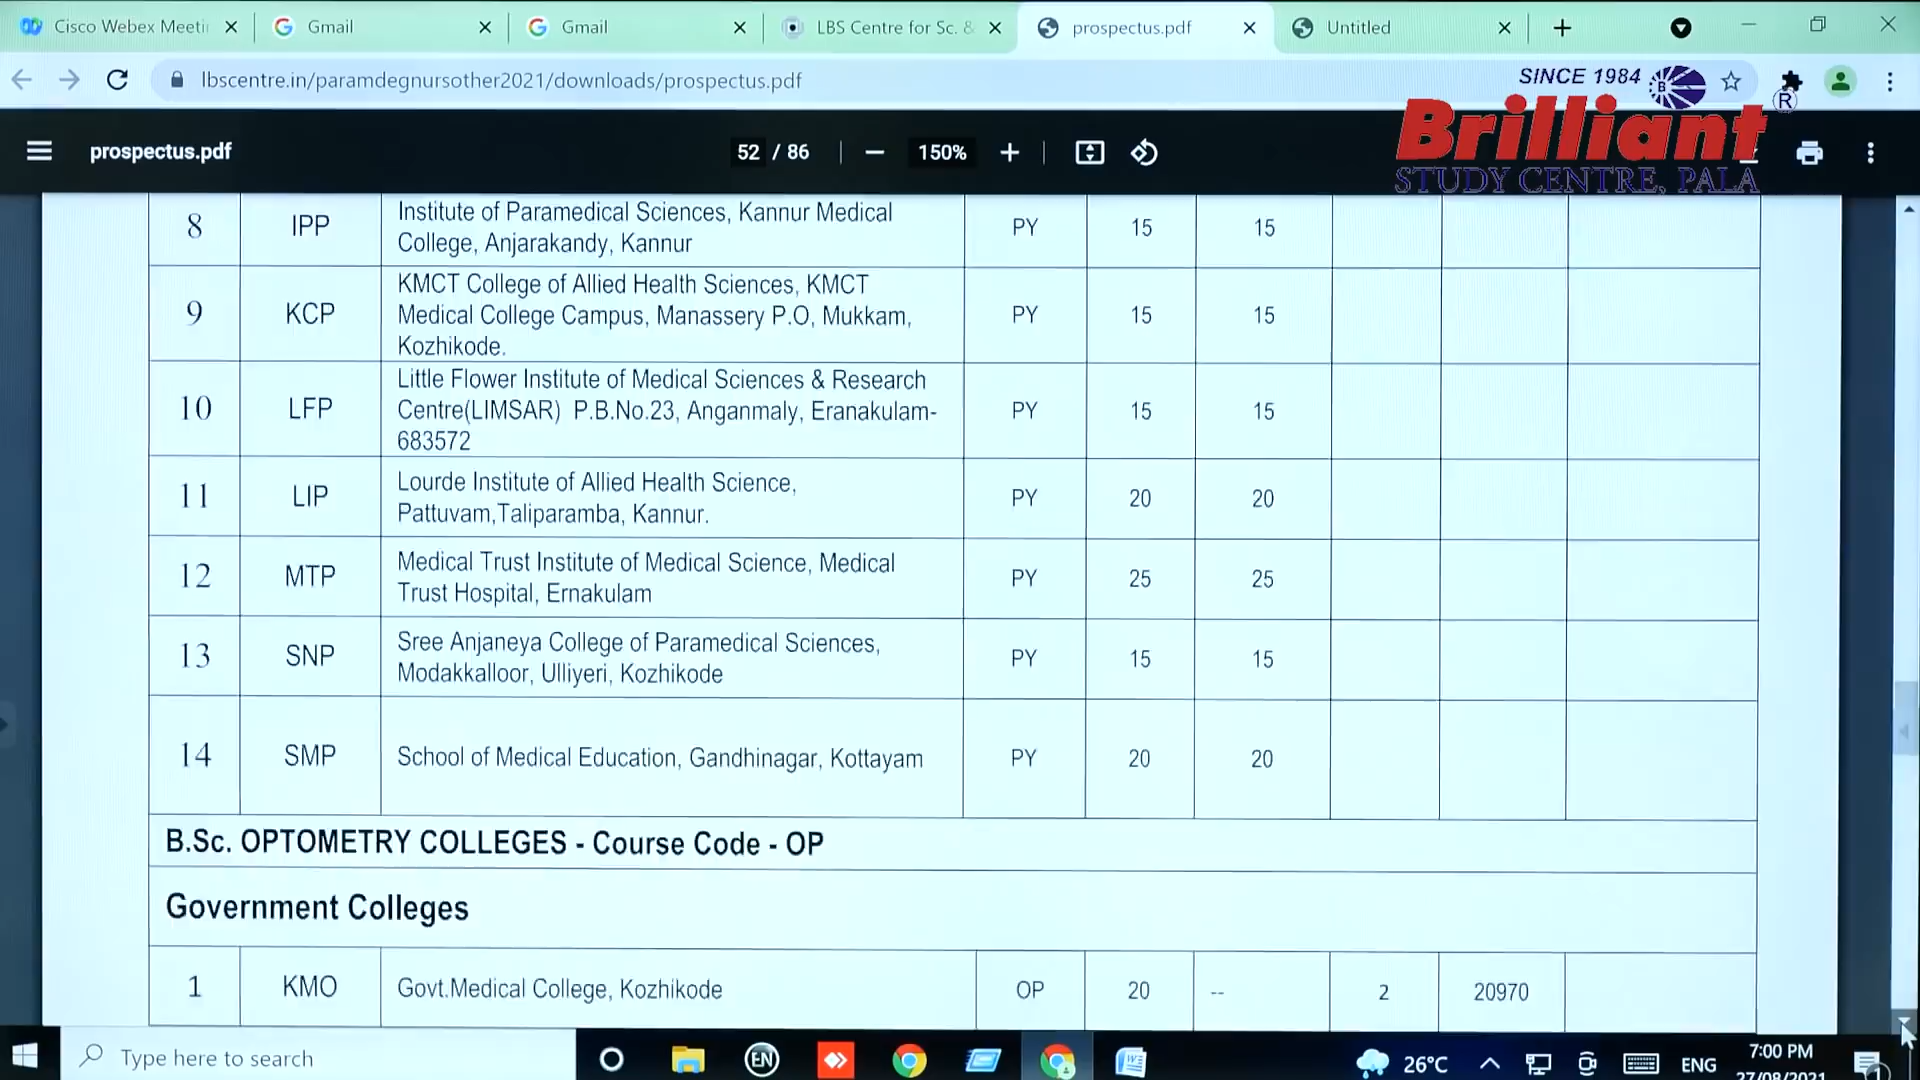 Cisco Webex Meeti
Gmail
Gmail
LBS Centre for Sc. &
prospectus.pdf
Untitled
lbscentre.in/paramdegnursother2021/downloads/prospectus.pdf
SINCE 1984
B
R
Brilliant
STUDY CENTRE, PALA
prospectus.pdf
52 / 86
150%
8 IPP Institute of Paramedical Sciences, Kannur Medical College, Anjarakandy, Kannur PY 15 15
9 KCP KMCT College of Allied Health Sciences, KMCT Medical College Campus, Manassery P.O, Mukkam, Kozhikode. PY 15 15
10 LFP Little Flower Institute of Medical Sciences & Research Centre(LIMSAR) P.B.No.23, Anganmaly, Eranakulam-683572 PY 15 15
11 LIP Lourde Institute of Allied Health Science, Pattuvam,Taliparamba, Kannur. PY 20 20
12 MTP Medical Trust Institute of Medical Science, Medical Trust Hospital, Ernakulam PY 25 25
13 SNP Sree Anjaneya College of Paramedical Sciences, Modakkalloor, Ulliyeri, Kozhikode PY 15 15
14 SMP School of Medical Education, Gandhinagar, Kottayam PY 20 20
B.Sc. OPTOMETRY COLLEGES - Course Code - OP
Government Colleges
1 KMO Govt.Medical College, Kozhikode OP 20 -- 2 20970
Type here to search
EN
26°C
ENG
7:00 PM
27/08/2021
1